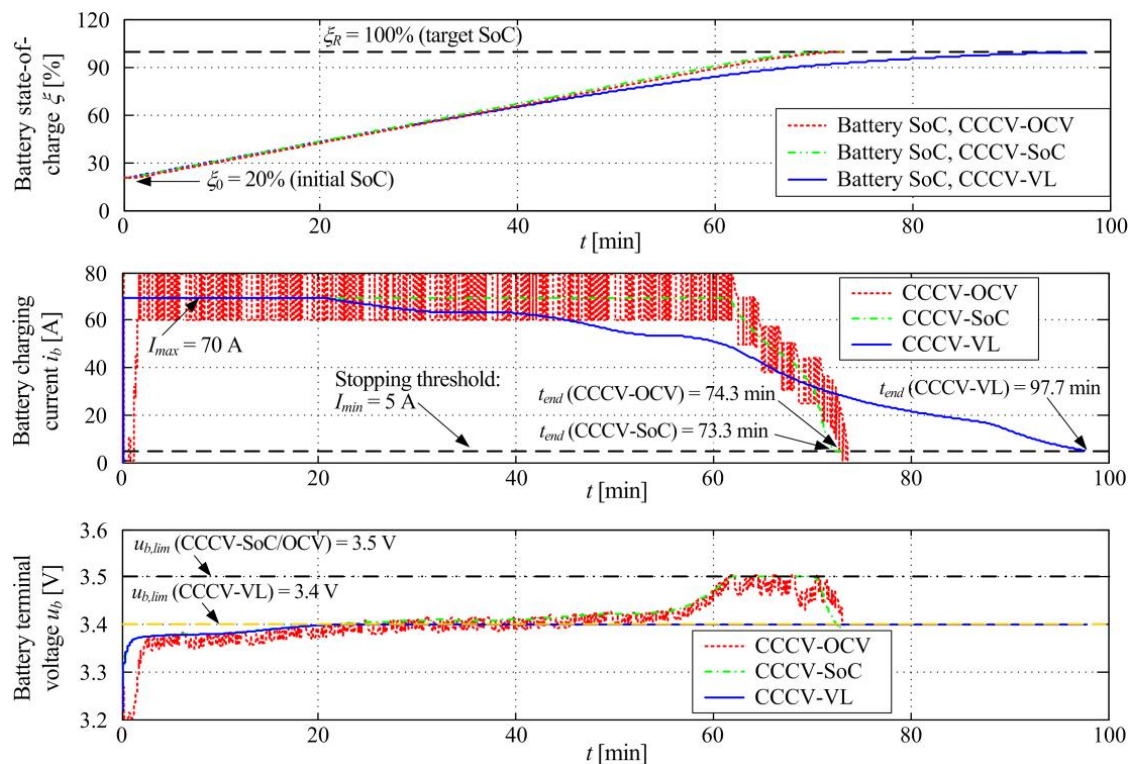 Battery state-of-
charge ξ [%]
120
90
60
30
0
ξR = 100% (target SoC)
ξ0 = 20% (initial SoC)
Battery SoC, CCCV-OCV
Battery SoC, CCCV-SoC
Battery SoC, CCCV-VL
0 20 40 60 80 100
t [min]
Battery charging
current ib [A]
80
60
40
20
0
Imax = 70 A
Stopping threshold:
Imin = 5 A
CCCV-OCV
CCCV-SoC
CCCV-VL
tend (CCCV-OCV) = 74.3 min
tend (CCCV-SoC) = 73.3 min
tend (CCCV-VL) = 97.7 min
0 20 40 60 80 100
t [min]
Battery terminal
voltage ub [V]
3.6
3.5
3.4
3.3
3.2
ub,lim (CCCV-SoC/OCV) = 3.5 V
ub,lim (CCCV-VL) = 3.4 V
CCCV-OCV
CCCV-SoC
CCCV-VL
0 20 40 60 80 100
t [min]